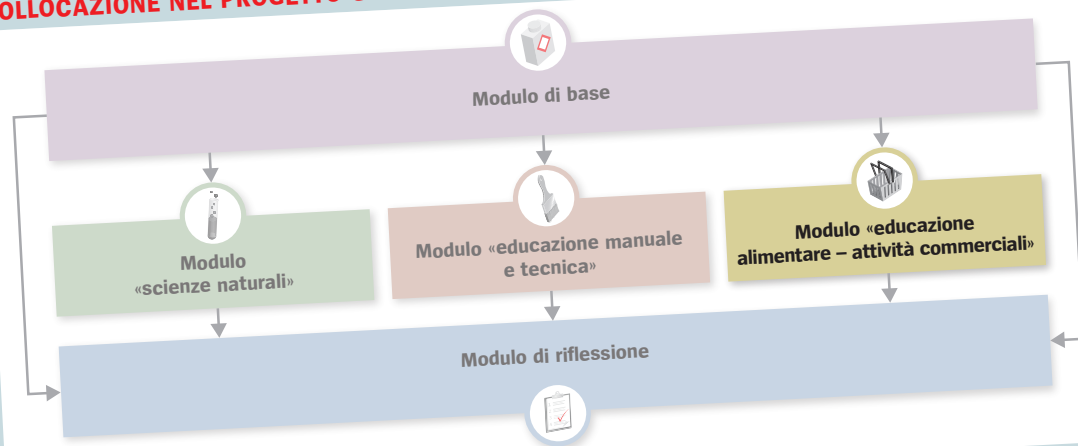 NEL PROGETTO
Modulo di base
Modulo
«scienze naturali»
Modulo «educazione manuale
e tecnica»
Modulo «educazione
alimentare – attività commerciali»
Modulo di riflessione